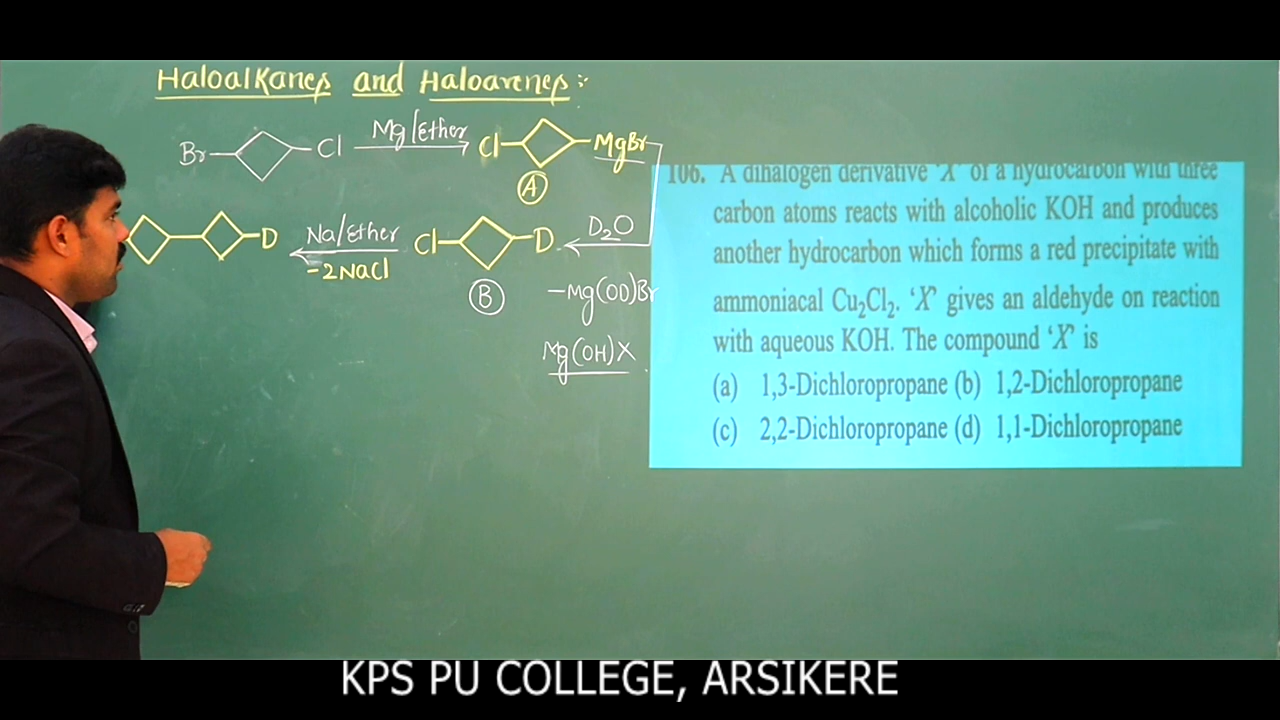 Haloalkanes and Haloarenes :-
Br Cl Mg/Ether Cl MgBr
A
D Na/Ether Cl D D₂O
-2NaCl
B
-Mg(OD)Br
Mg(OH)X
106. A dihalogen derivative 'X' of a hydrocarbon with three
carbon atoms reacts with alcoholic KOH and produces
another hydrocarbon which forms a red precipitate with
ammoniacal Cu₂Cl₂. 'X' gives an aldehyde on reaction
with aqueous KOH. The compound 'X' is
(a) 1,3-Dichloropropane (b) 1,2-Dichloropropane
(c) 2,2-Dichloropropane (d) 1,1-Dichloropropane
KPS PU COLLEGE, ARSIKERE